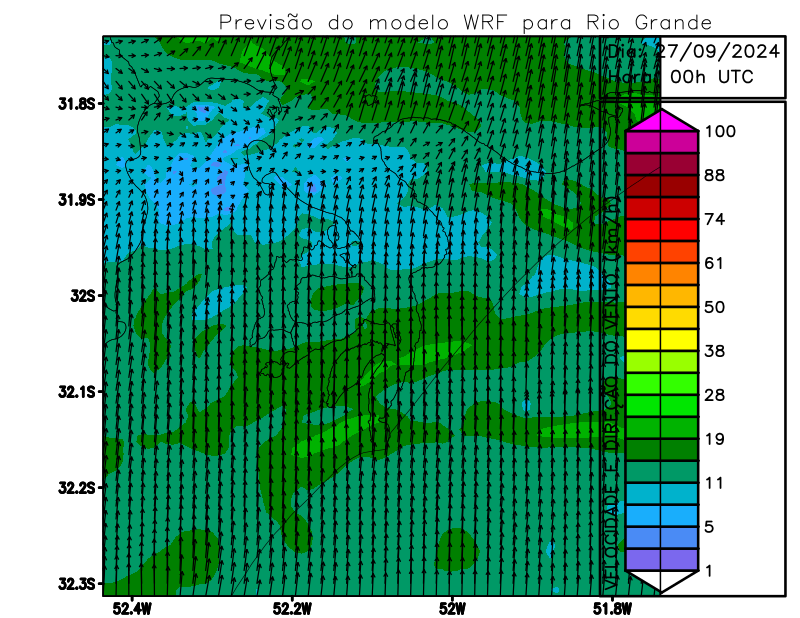 Previsão do modelo WRF para Rio Grande
Dia: 27/09/2024
Hora: 00h UTC
31.8S
31.9S
32S
32.1S
32.2S
32.3S
52.4W
52.2W
52W
51.8W
VELOCIDADE E DIREÇÃO DO VENTO (km/h)
100
88
74
61
50
38
28
19
11
5
1